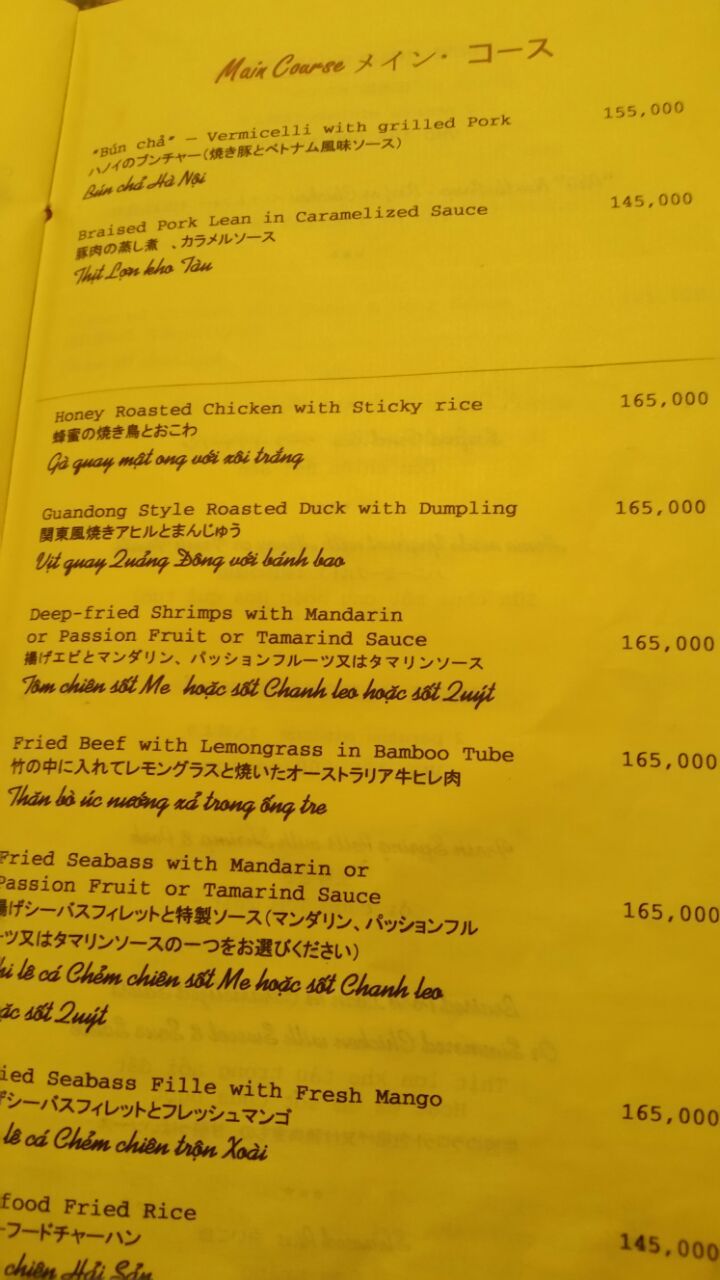 Main Course メイン・コース
"Bún chả" – Vermicelli with grilled Pork 155,000
ハノイのブンチャー(焼き豚とベトナム風味ソース)
Bún chả Hà Nội
Braised Pork Lean in Caramelized Sauce 145,000
豚肉の蒸し煮 、カラメルソース
Thịt Lợn kho Tàu
Honey Roasted Chicken with Sticky rice 165,000
蜂蜜の焼き鳥とおこわ
Gà quay mật ong với xôi trắng
Guandong Style Roasted Duck with Dumpling 165,000
関東風焼きアヒルとまんじゅう
Vịt quay Quảng Đông với bánh bao
Deep-fried Shrimps with Mandarin
or Passion Fruit or Tamarind Sauce 165,000
揚げエビとマンダリン、パッションフルーツ又はタマリンソース
Tôm chiên sốt Me hoặc sốt Chanh leo hoặc sốt Quýt
Fried Beef with Lemongrass in Bamboo Tube 165,000
竹の中に入れてレモングラスと焼いたオーストラリア牛ヒレ肉
Thăn bò úc nướng xả trong ống tre
Fried Seabass with Mandarin or
Passion Fruit or Tamarind Sauce 165,000
揚げシーバスフィレットと特製ソース(マンダリン、パッションフル
ーツ又はタマリンソースの一つをお選びください)
hi lê cá Chẻm chiên sốt Me hoặc sốt Chanh leo
ặc sốt Quýt
ied Seabass Fille with Fresh Mango 165,000
げシーバスフィレットとフレッシュマンゴ
lê cá Chẻm chiên trộn Xoài
food Fried Rice 145,000
ーフードチャーハン
chiên Hải Sản